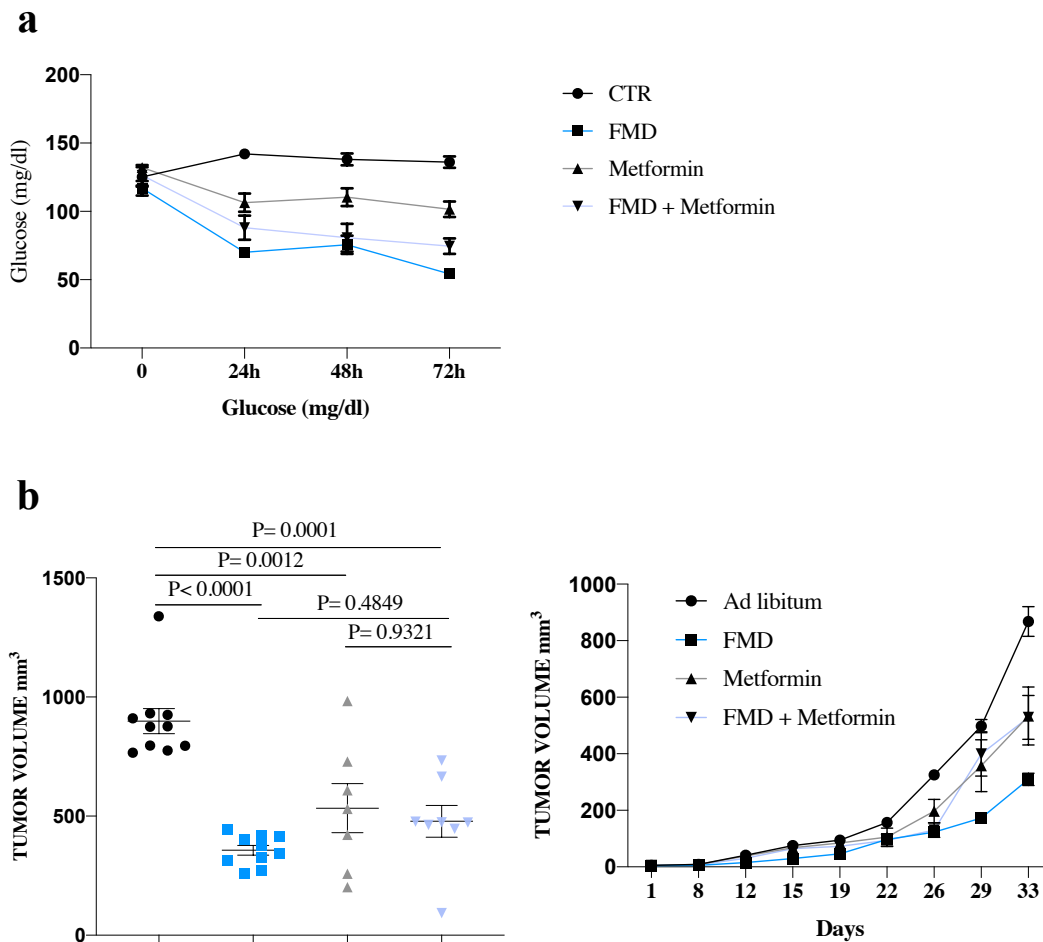 a
200
150
100
50
0
Glucose (mg/dl)
0 24h 48h 72h
Glucose (mg/dl)
CTR
FMD
Metformin
FMD + Metformin
b
P= 0.0001
P= 0.0012
P< 0.0001
P= 0.4849
P= 0.9321
1500
1000
500
0
TUMOR VOLUME mm³
1000
800
600
400
200
0
TUMOR VOLUME mm³
Ad libitum
FMD
Metformin
FMD + Metformin
1 8 12 15 19 22 26 29 33
Days